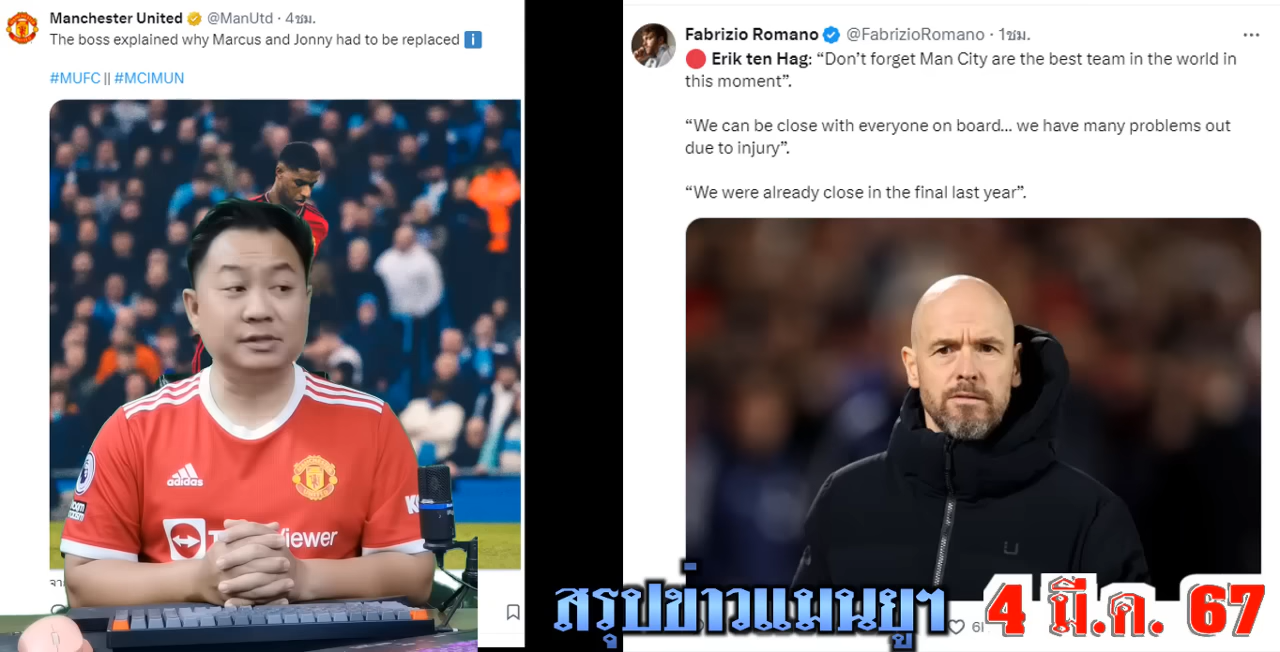 Manchester United @ManUtd · 4ชม.
The boss explained why Marcus and Jonny had to be replaced
#MUFC || #MCIMUN
adidas
Viewer
Fabrizio Romano @FabrizioRomano · 1ชม.
Erik ten Hag: “Don’t forget Man City are the best team in the world in
this moment”.
“We can be close with everyone on board... we have many problems out
due to injury”.
“We were already close in the final last year”.
สรุปข่าวแมนยูฯ 4 มี.ค. 67